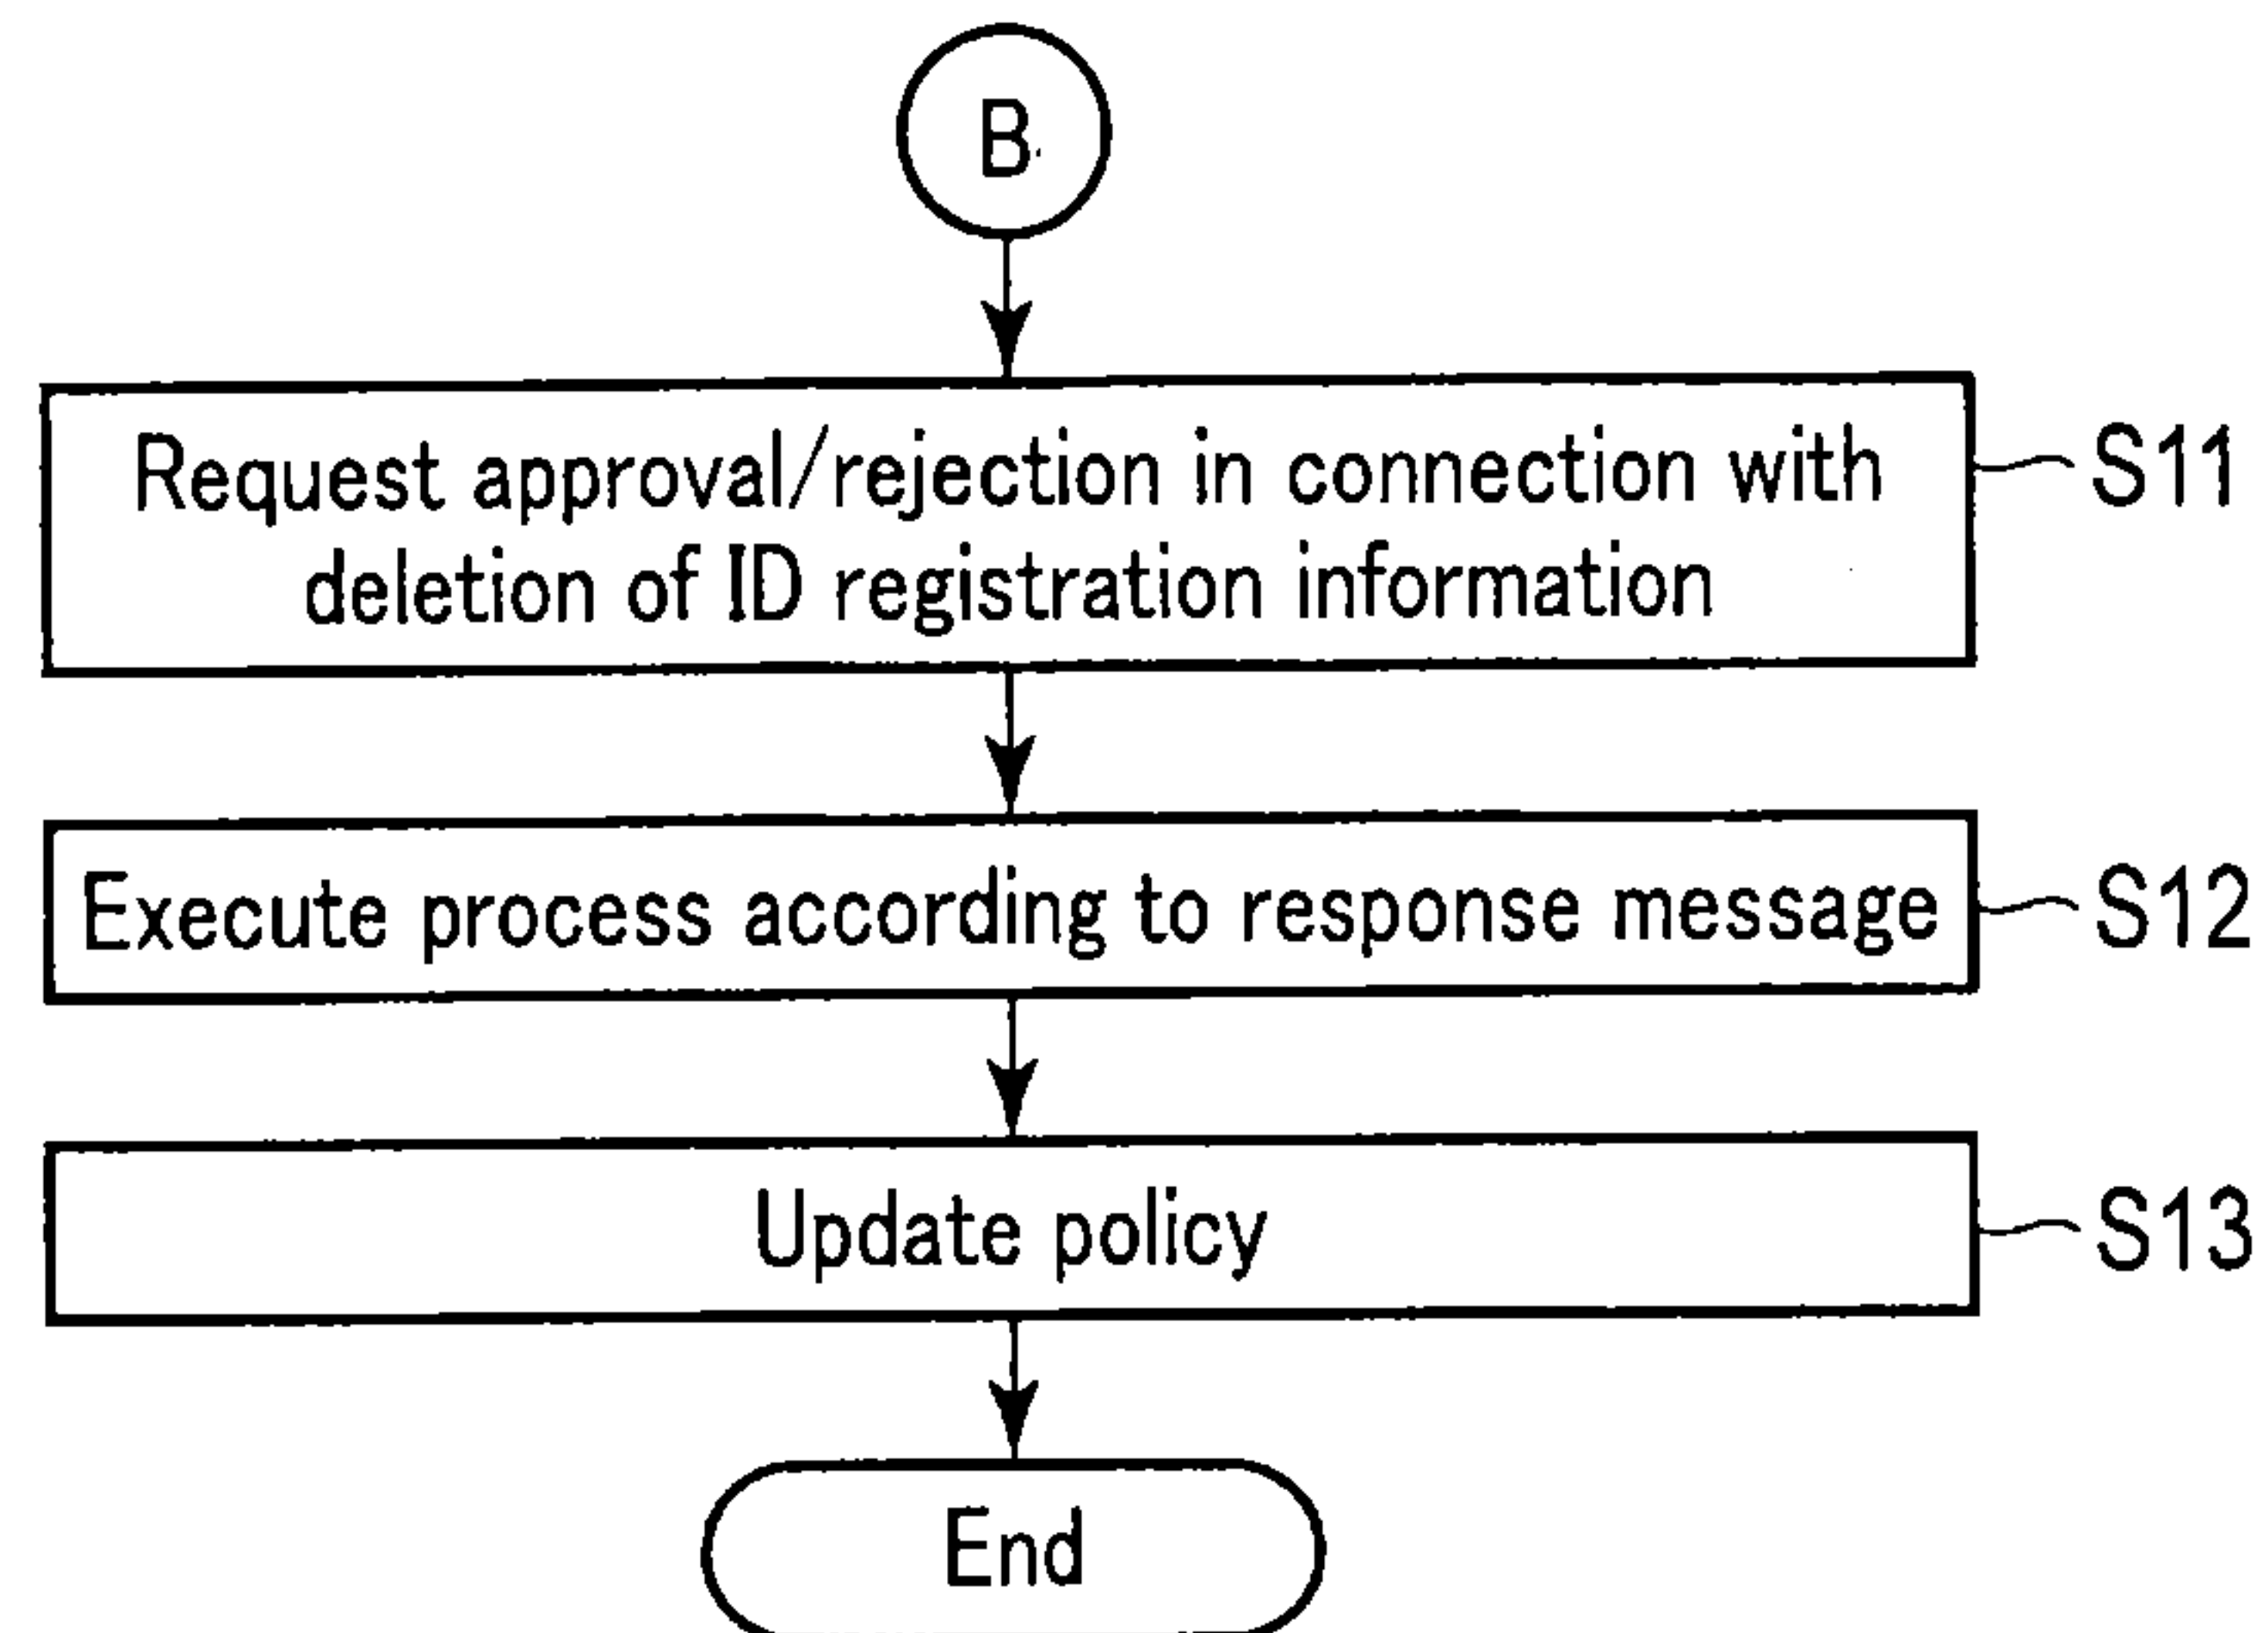 B
Request approval/rejection in connection with
deletion of ID registration information
S11
Execute process according to response message
S12
Update policy
S13
End